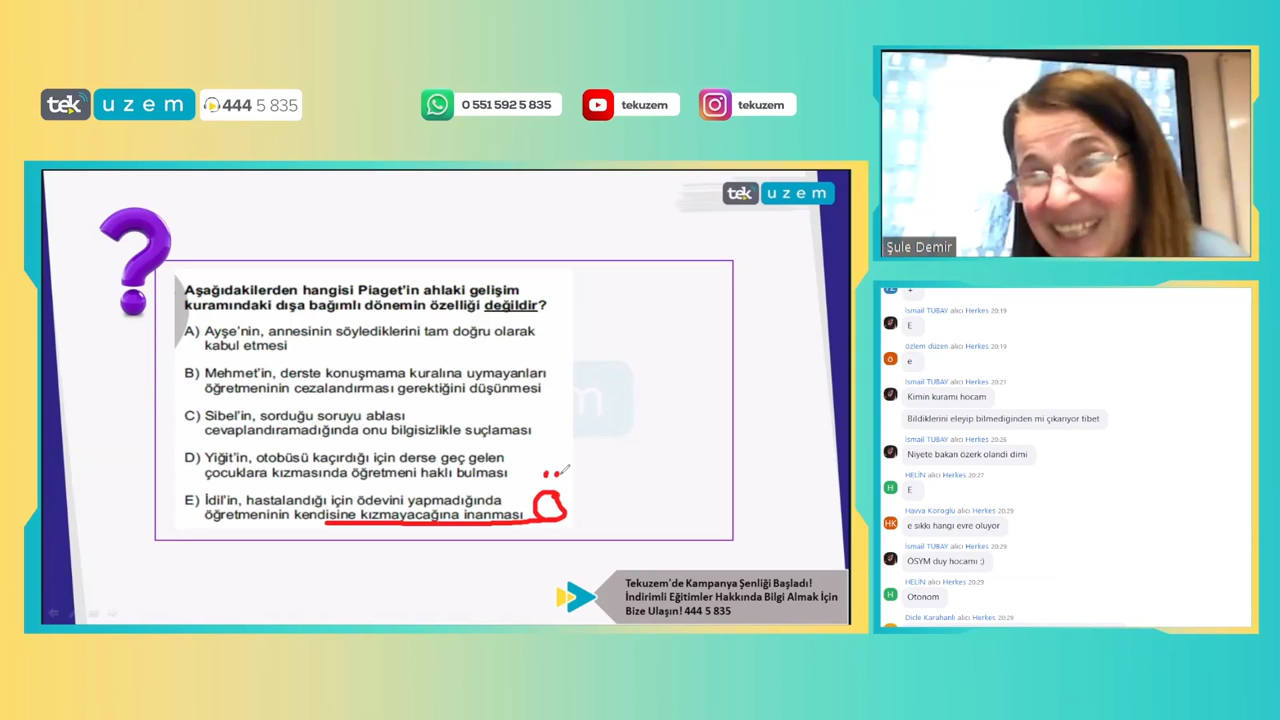 tek uzem 444 5 835
0 551 592 5 835
tekuzem
tekuzem
tek uzem
Aşağıdakilerden hangisi Piaget'in ahlaki gelişim
kuramındaki dışa bağımlı dönemin özelliği değildir?
A) Ayşe'nin, annesinin söylediklerini tam doğru olarak
kabul etmesi
B) Mehmet'in, derste konuşmama kuralına uymayanları
öğretmeninin cezalandırması gerektiğini düşünmesi
C) Sibel'in, sorduğu soruyu ablası
cevaplandıramadığında onu bilgisizlikle suçlaması
D) Yiğit'in, otobüsü kaçırdığı için derse geç gelen
çocuklara kızmasında öğretmeni haklı bulması
E) İdil'in, hastalandığı için ödevini yapmadığında
öğretmeninin kendisine kızmayacağına inanması
Tekuzem'de Kampanya Şenliği Başladı!
İndirimli Eğitimler Hakkında Bilgi Almak İçin
Bize Ulaşın! 444 5 835
Şule Demir
İsmail TUBAY alıcı Herkes 20:19
E
özlem düzen alıcı Herkes 20:19
e
İsmail TUBAY alıcı Herkes 20:21
Kimin kuramı hocam
Bildiklerini eleyip bilmediginden mi çıkarıyor tibet
İsmail TUBAY alıcı Herkes 20:26
Niyete bakan özerk olandi dimi
HELİN alıcı Herkes 20:27
E
Havva Koroglu alıcı Herkes 20:29
e sıkkı hangı evre oluyor
İsmail TUBAY alıcı Herkes 20:29
ÖSYM duy hocamı :)
HELİN alıcı Herkes 20:29
Otonom
Dicle Karahanlı alıcı Herkes 20:29